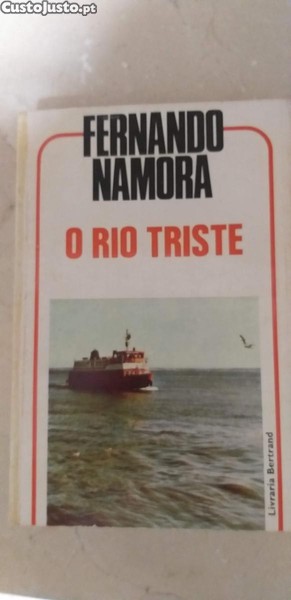 CustoJusto.pt
FERNANDO
NAMORA
O RIO TRISTE
Livraria Bertrand